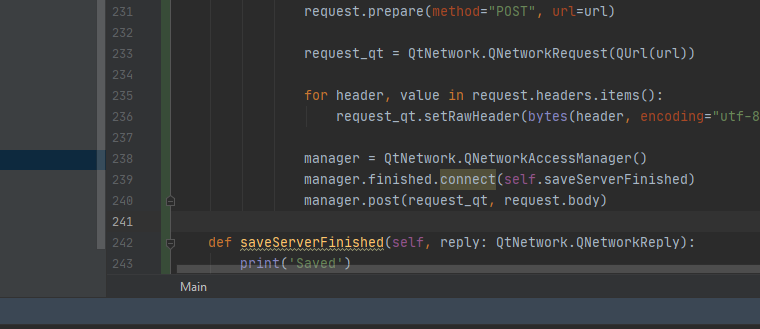 231 request.prepare(method="POST", url=url)
232
233 request_qt = QtNetwork.QNetworkRequest(QUrl(url))
234
235 for header, value in request.headers.items():
236 request_qt.setRawHeader(bytes(header, encoding="utf-8
237
238 manager = QtNetwork.QNetworkAccessManager()
239 manager.finished.connect(self.saveServerFinished)
240 manager.post(request_qt, request.body)
241
242 def saveServerFinished(self, reply: QtNetwork.QNetworkReply):
243 print('Saved')
Main